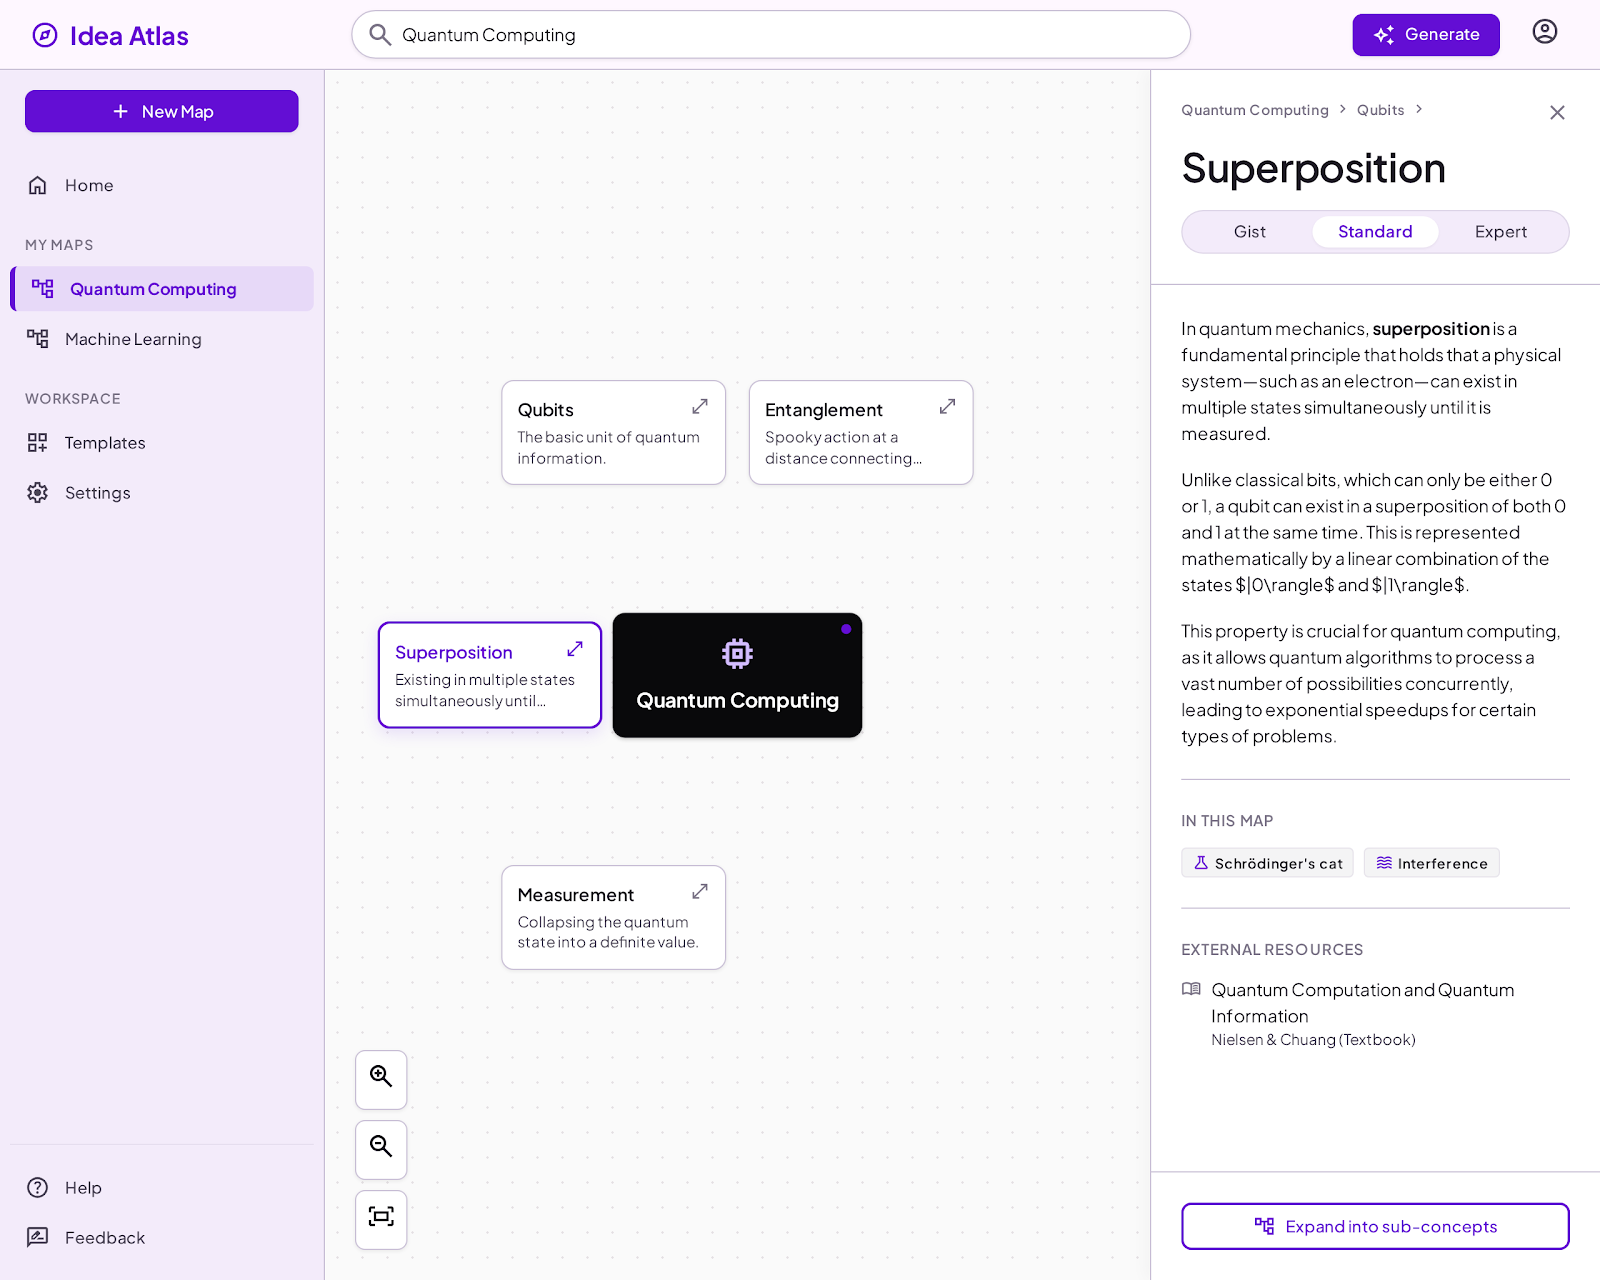 Idea Atlas
Quantum Computing
Generate
New Map
Home
MY MAPS
Quantum Computing
Machine Learning
WORKSPACE
Templates
Settings
Help
Feedback
Qubits
The basic unit of quantum
information.
Entanglement
Spooky action at a
distance connecting...
Superposition
Existing in multiple states
simultaneously until...
Quantum Computing
Measurement
Collapsing the quantum
state into a definite value.
Quantum Computing > Qubits >
Superposition
Gist Standard Expert
In quantum mechanics, superposition is a
fundamental principle that holds that a physical
system—such as an electron—can exist in
multiple states simultaneously until it is
measured.
Unlike classical bits, which can only be either 0
or 1, a qubit can exist in a superposition of both 0
and 1 at the same time. This is represented
mathematically by a linear combination of the
states $|0\rangle$ and $|1\rangle$.
This property is crucial for quantum computing,
as it allows quantum algorithms to process a
vast number of possibilities concurrently,
leading to exponential speedups for certain
types of problems.
IN THIS MAP
Schrödinger's cat Interference
EXTERNAL RESOURCES
Quantum Computation and Quantum
Information
Nielsen & Chuang (Textbook)
Expand into sub-concepts